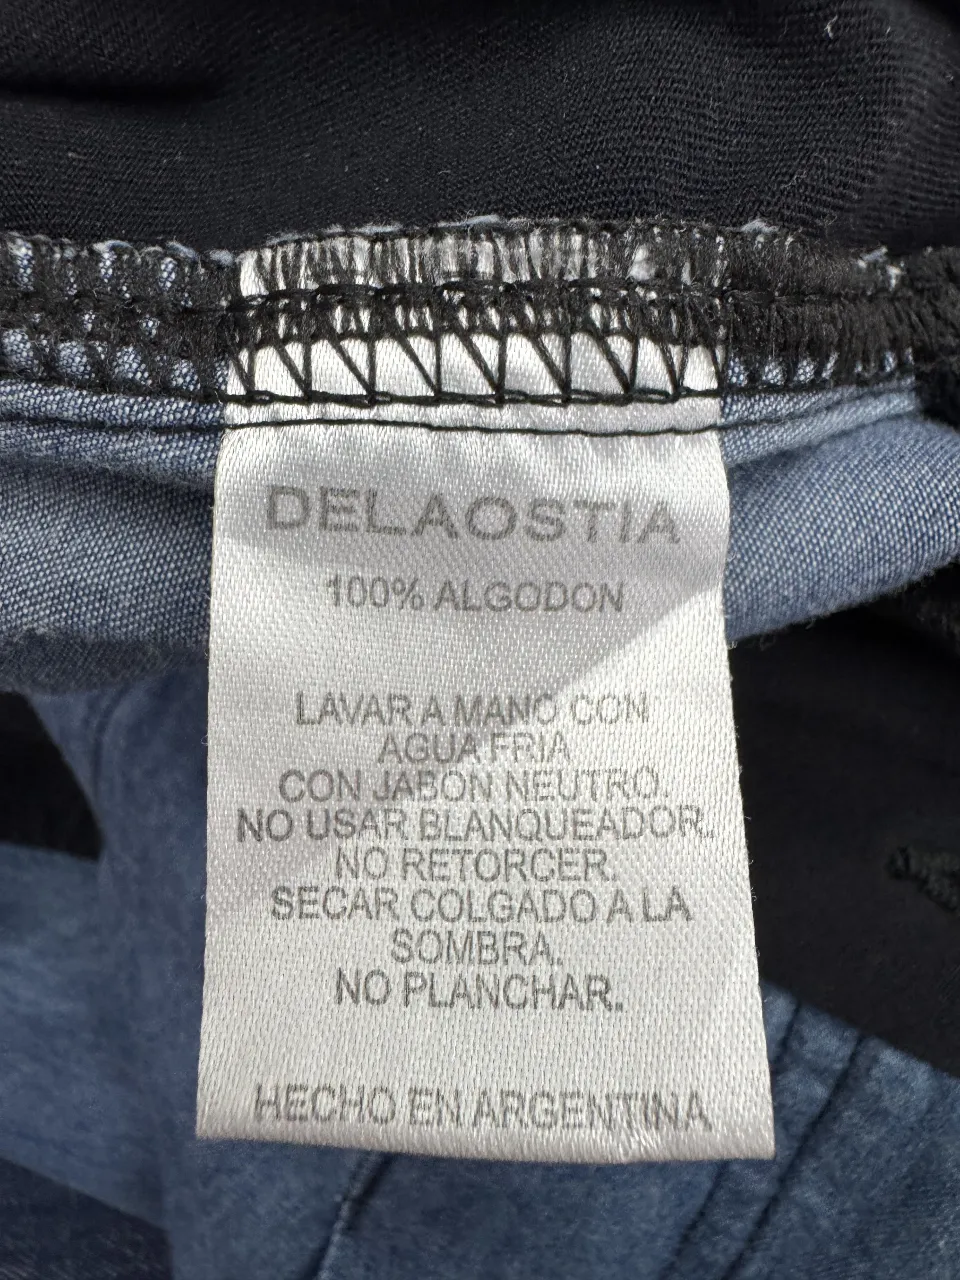 DELAOSTIA
100% ALGODON
LAVAR A MANO CON
AGUA FRIA
CON JABON NEUTRO.
NO USAR BLANQUEADOR.
NO RETORCER.
SECAR COLGADO A LA
SOMBRA.
NO PLANCHAR.
HECHO EN ARGENTINA